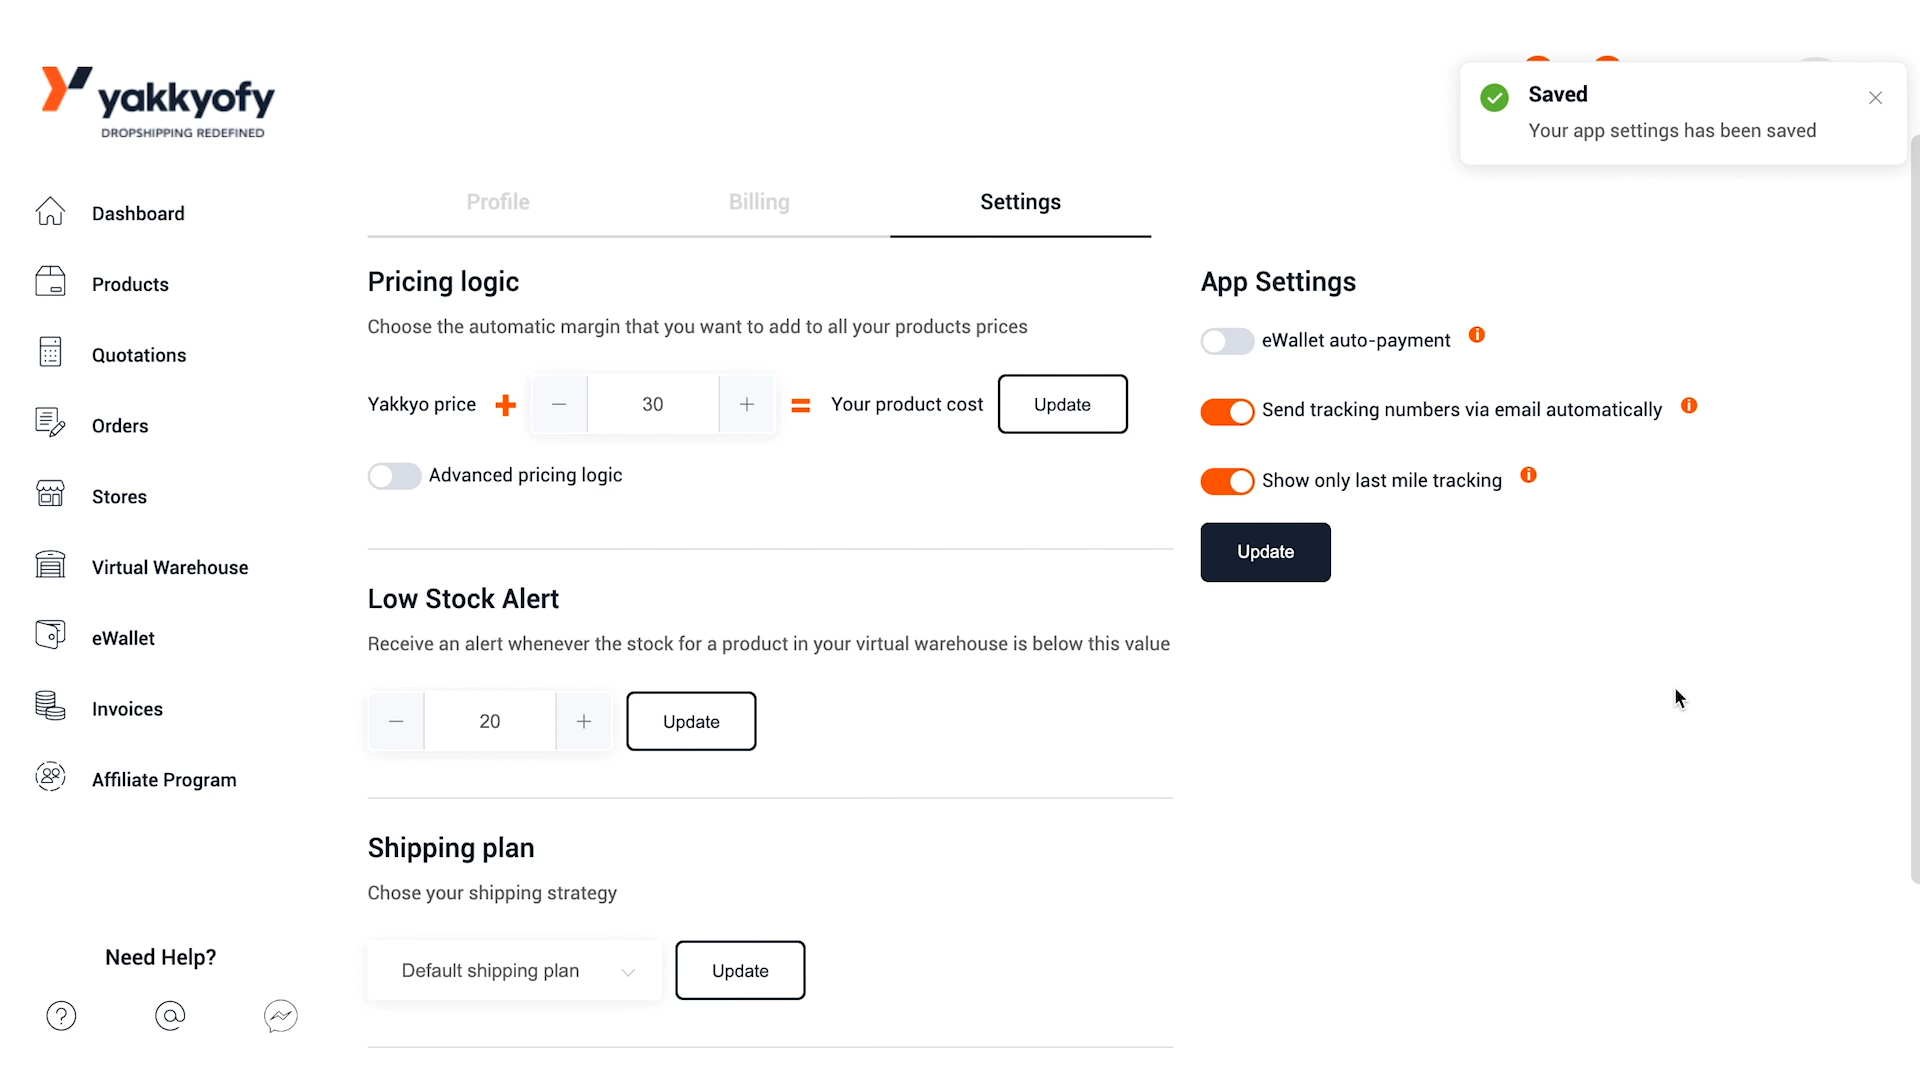 yakkyofy
DROPSHIPPING REDEFINED
Dashboard
Products
Quotations
Orders
Stores
Virtual Warehouse
eWallet
Invoices
Affiliate Program
Need Help?
Profile
Billing
Settings
Pricing logic
Choose the automatic margin that you want to add to all your products prices
Yakkyo price + − 30 + = Your product cost Update
Advanced pricing logic
Low Stock Alert
Receive an alert whenever the stock for a product in your virtual warehouse is below this value
− 20 + Update
Shipping plan
Chose your shipping strategy
Default shipping plan Update
App Settings
eWallet auto-payment
Send tracking numbers via email automatically
Show only last mile tracking
Update
Saved
Your app settings has been saved